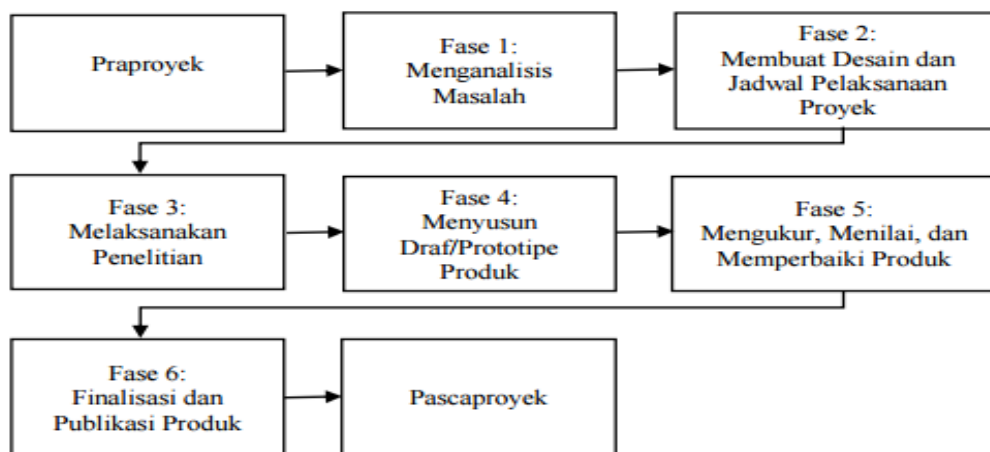 Praproyek
Fase 1:
Menganalisis
Masalah
Fase 2:
Membuat Desain dan
Jadwal Pelaksanaan
Proyek
Fase 3:
Melaksanakan
Penelitian
Fase 4:
Menyusun
Draf/Prototipe
Produk
Fase 5:
Mengukur, Menilai, dan
Memperbaiki Produk
Fase 6:
Finalisasi dan
Publikasi Produk
Pascaproyek